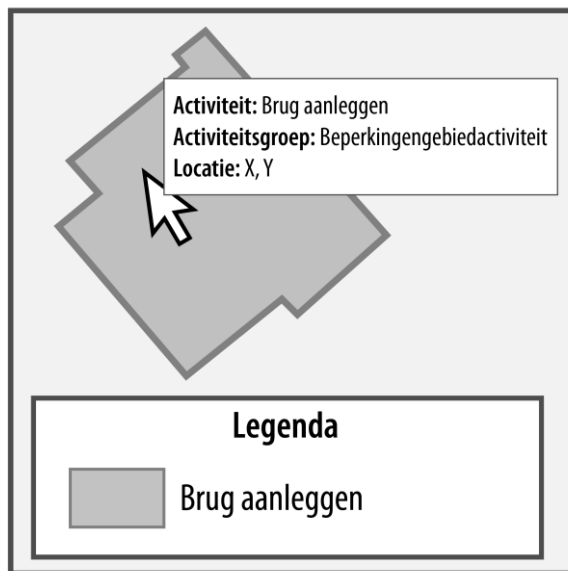 Activiteit: Brug aanleggen
Activiteitsgroep: Beperkingengebiedactiviteit
Locatie: X, Y
Legenda
Brug aanleggen